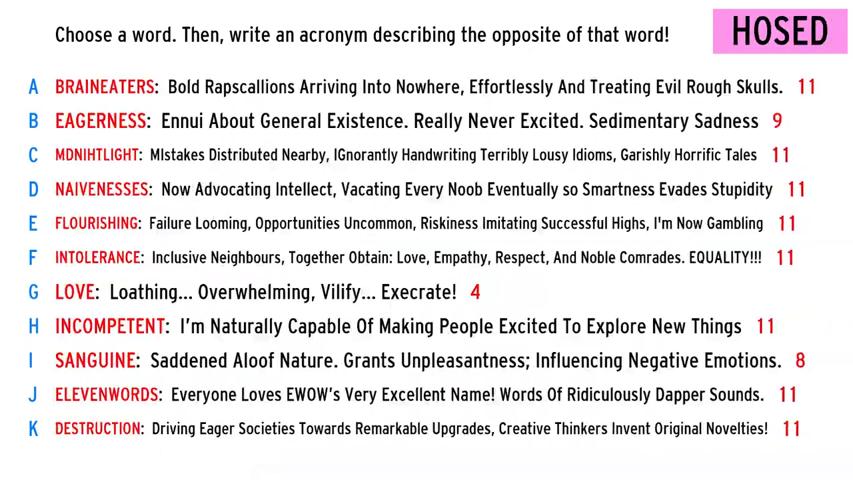 Choose a word. Then, write an acronym describing the opposite of that word!
HOSED
A BRAINEATERS: Bold Rapscallions Arriving Into Nowhere, Effortlessly And Treating Evil Rough Skulls. 11
B EAGERNESS: Ennui About General Existence. Really Never Excited. Sedimentary Sadness 9
C MDNIHTLIGHT: MIstakes Distributed Nearby, IGnorantly Handwriting Terribly Lousy Idioms, Garishly Horrific Tales 11
D NAIVENESSES: Now Advocating Intellect, Vacating Every Noob Eventually so Smartness Evades Stupidity 11
E FLOURISHING: Failure Looming, Opportunities Uncommon, Riskiness Imitating Successful Highs, I'm Now Gambling 11
F INTOLERANCE: Inclusive Neighbours, Together Obtain: Love, Empathy, Respect, And Noble Comrades. EQUALITY!!! 11
G LOVE: Loathing... Overwhelming, Vilify... Execrate! 4
H INCOMPETENT: I'm Naturally Capable Of Making People Excited To Explore New Things 11
I SANGUINE: Saddened Aloof Nature. Grants Unpleasantness; Influencing Negative Emotions. 8
J ELEVENWORDS: Everyone Loves EWOW's Very Excellent Name! Words Of Ridiculously Dapper Sounds. 11
K DESTRUCTION: Driving Eager Societies Towards Remarkable Upgrades, Creative Thinkers Invent Original Novelties! 11